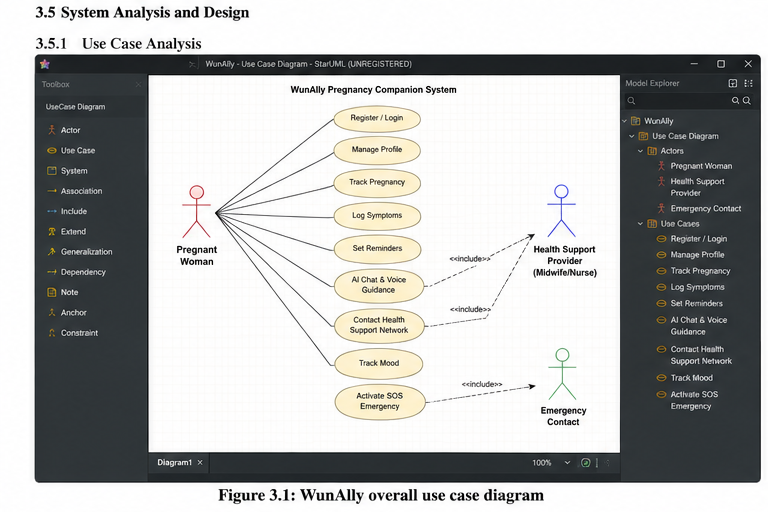 3.5 System Analysis and Design
3.5.1 Use Case Analysis
WunAlly - Use Case Diagram - StarUML (UNREGISTERED)
Toolbox
UseCase Diagram
Actor
Use Case
System
Association
Include
Extend
Generalization
Dependency
Note
Anchor
Constraint
WunAlly Pregnancy Companion System
Register / Login
Manage Profile
Track Pregnancy
Log Symptoms
Set Reminders
AI Chat & Voice
Guidance
Contact Health
Support Network
Track Mood
Activate SOS
Emergency
Pregnant
Woman
<<include>>
<<include>>
<<include>>
Health Support
Provider
(Midwife/Nurse)
Emergency
Contact
Model Explorer
WunAlly
Use Case Diagram
Actors
Pregnant Woman
Health Support
Provider
Emergency Contact
Use Cases
Register / Login
Manage Profile
Track Pregnancy
Log Symptoms
Set Reminders
AI Chat & Voice
Guidance
Contact Health
Support Network
Track Mood
Activate SOS
Emergency
Diagram1
100%
Figure 3.1: WunAlly overall use case diagram